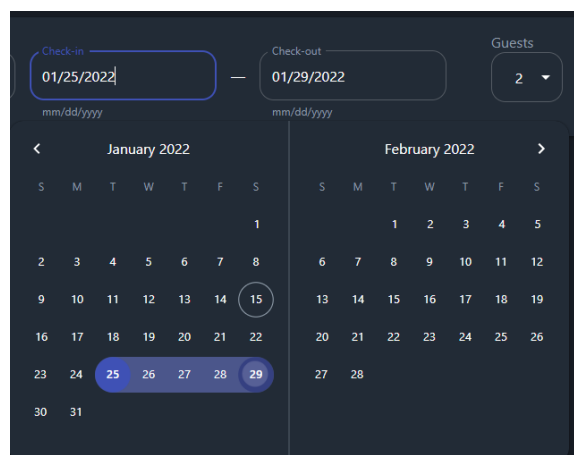 Check-in
01/25/2022
mm/dd/yyyy
—
Check-out
01/29/2022
mm/dd/yyyy
Guests
2
January 2022
S M T W T F S
1
2 3 4 5 6 7 8
9 10 11 12 13 14 15
16 17 18 19 20 21 22
23 24 25 26 27 28 29
30 31
February 2022
S M T W T F S
1 2 3 4 5
6 7 8 9 10 11 12
13 14 15 16 17 18 19
20 21 22 23 24 25 26
27 28